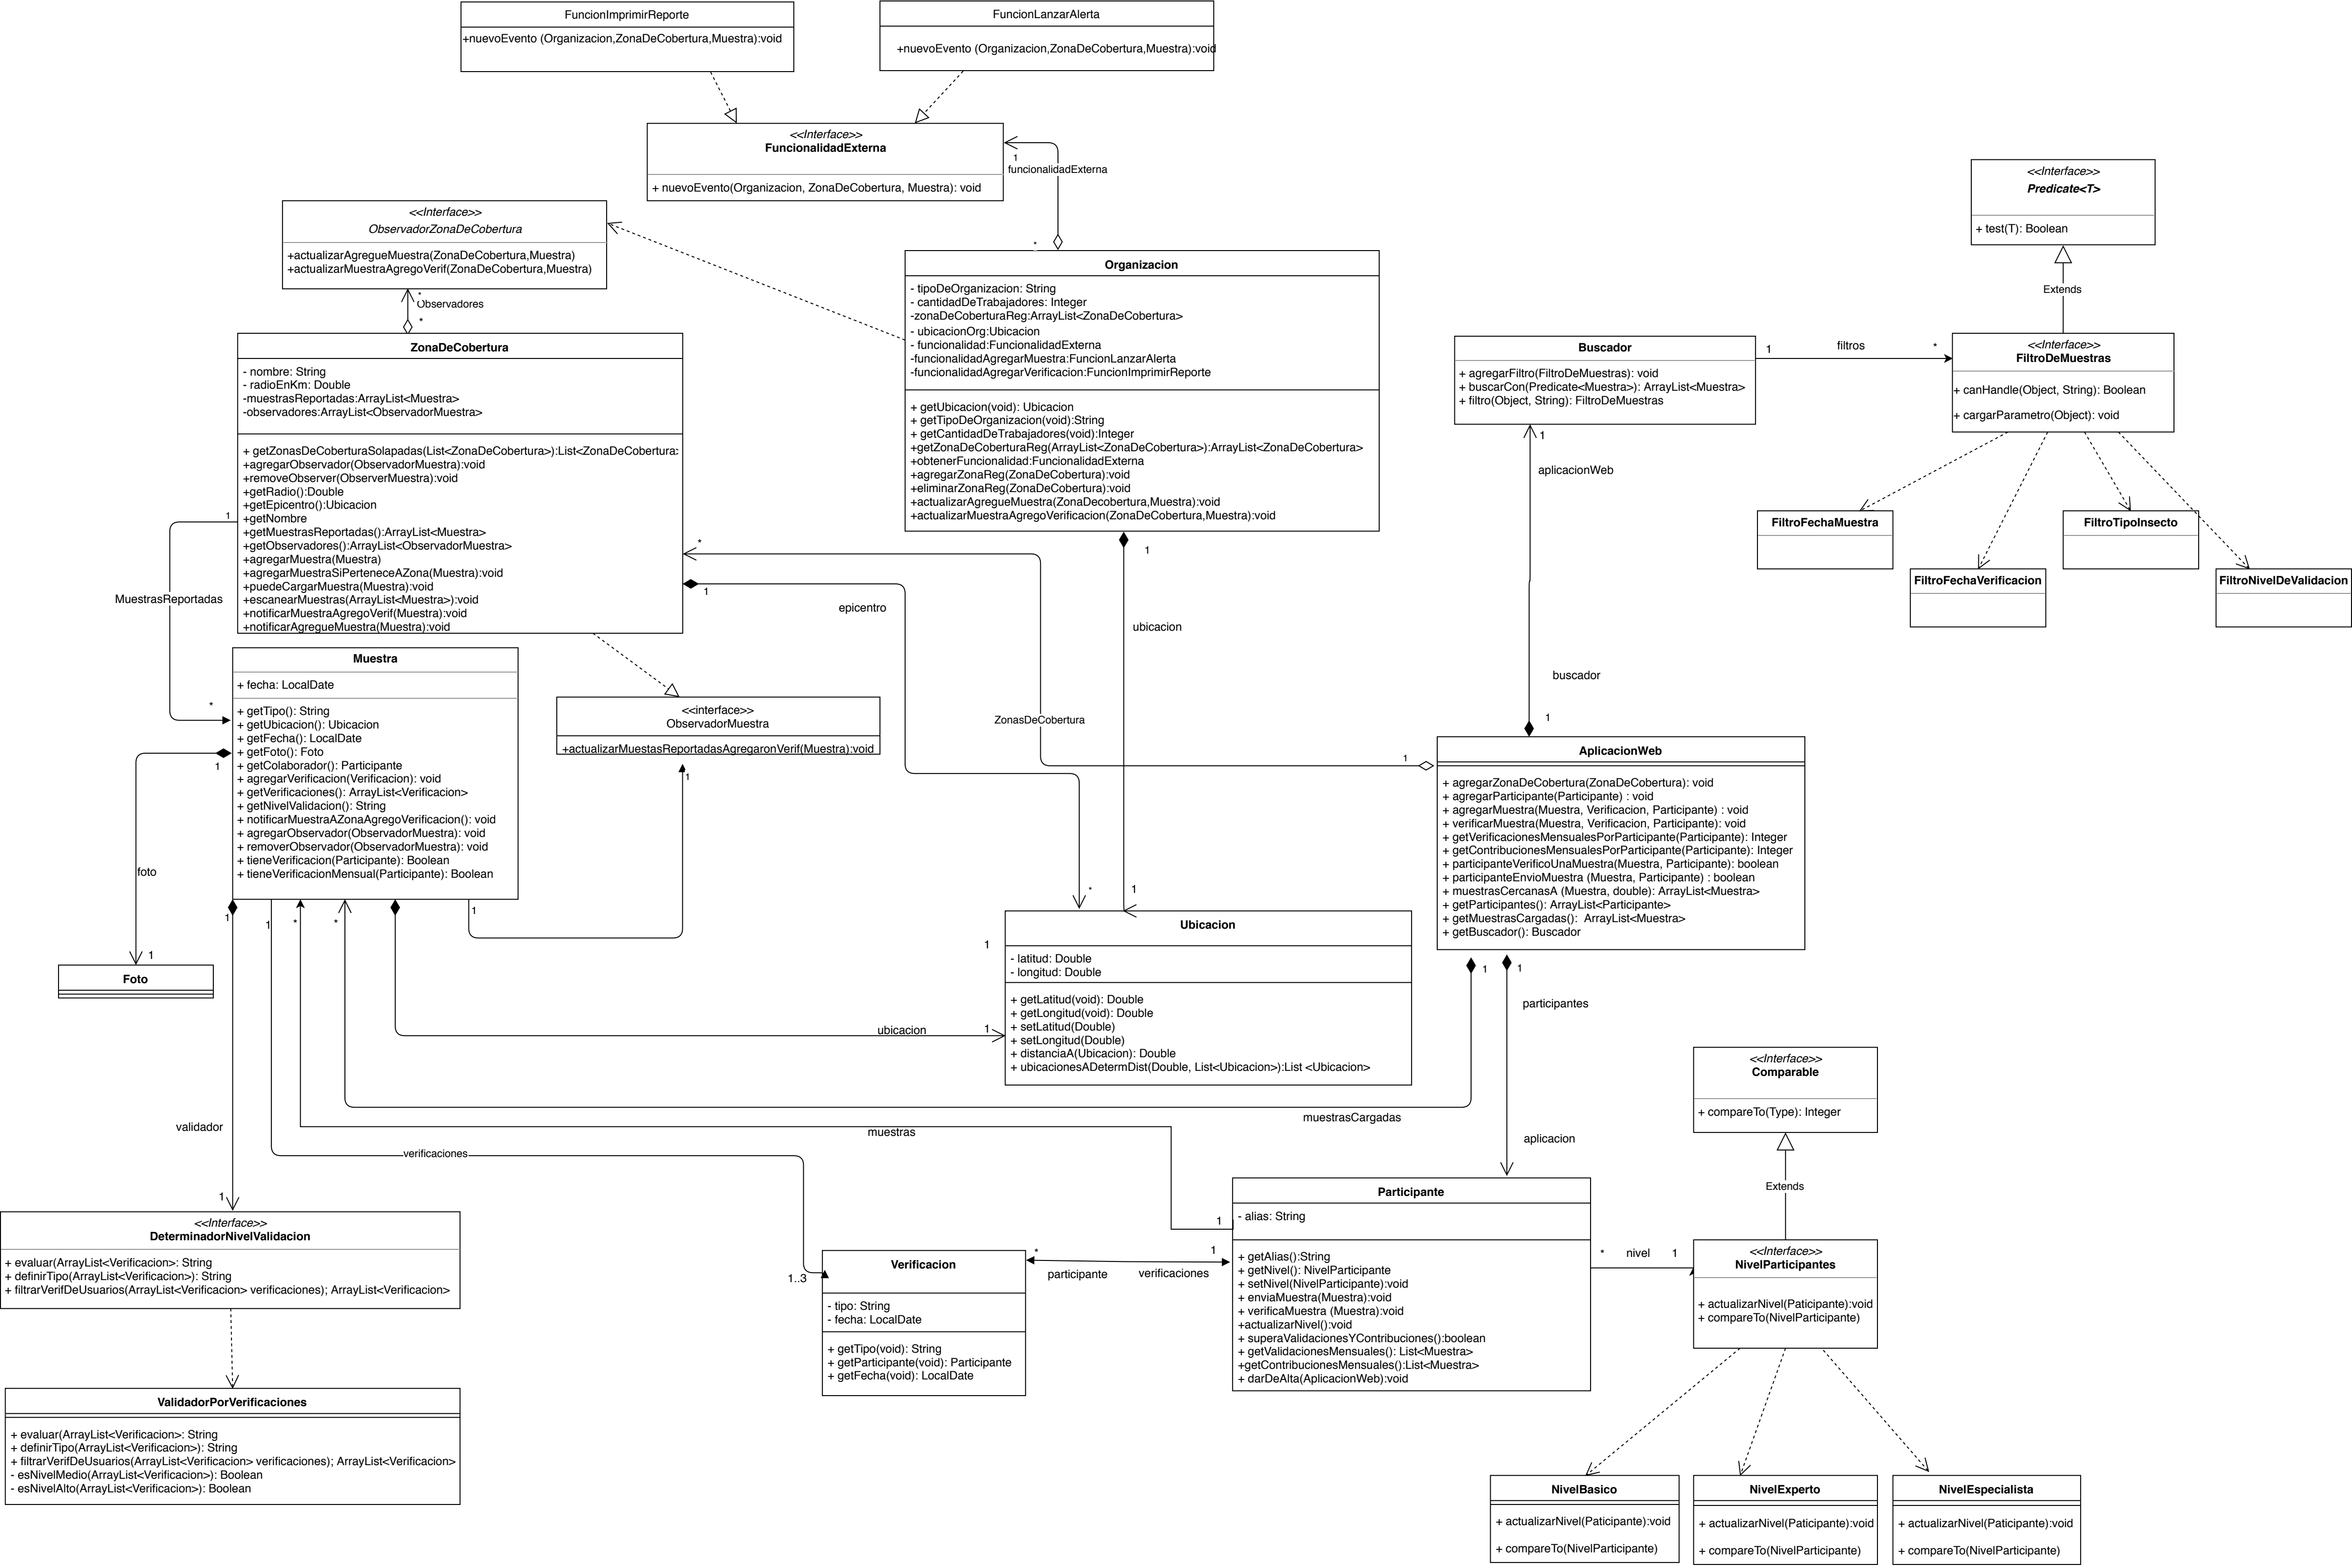 FuncionImprimirReporte
+nuevoEvento (Organizacion,ZonaDeCobertura,Muestra):void
FuncionLanzarAlerta
+nuevoEvento (Organizacion,ZonaDeCobertura,Muestra):void
<<Interface>>
FuncionalidadExterna
+ nuevoEvento(Organizacion, ZonaDeCobertura, Muestra): void
1
funcionalidadExterna
*
<<Interface>>
ObservadorZonaDeCobertura
+actualizarAgregueMuestra(ZonaDeCobertura,Muestra)
+actualizarMuestraAgregoVerif(ZonaDeCobertura,Muestra)
*
Observadores
*
ZonaDeCobertura
- nombre: String
- radioEnKm: Double
-muestrasReportadas:ArrayList<Muestra>
-observadores:ArrayList<ObservadorMuestra>
+ getZonasDeCoberturaSolapadas(List<ZonaDeCobertura>):List<ZonaDeCobertura:
+agregarObservador(ObservadorMuestra):void
+removeObserver(ObserverMuestra):void
+getRadio():Double
+getEpicentro():Ubicacion
+getNombre
+getMuestrasReportadas():ArrayList<Muestra>
+getObservadores():ArrayList<ObservadorMuestra>
+agregarMuestra(Muestra)
+agregarMuestraSiPerteneceAZona(Muestra):void
+puedeCargarMuestra(Muestra):void
+escanearMuestras(ArrayList<Muestra>):void
+notificarMuestraAgregoVerif(Muestra):void
+notificarAgregueMuestra(Muestra):void
Organizacion
- tipoDeOrganizacion: String
- cantidadDeTrabajadores: Integer
-zonaDeCoberturaReg:ArrayList<ZonaDeCobertura>
- ubicacionOrg:Ubicacion
- funcionalidad:FuncionalidadExterna
-funcionalidadAgregarMuestra:FuncionLanzarAlerta
-funcionalidadAgregarVerificacion:FuncionImprimirReporte
+ getUbicacion(void): Ubicacion
+ getTipoDeOrganizacion(void):String
+ getCantidadDeTrabajadores(void):Integer
+getZonaDeCoberturaReg(ArrayList<ZonaDeCobertura>):ArrayList<ZonaDeCobertura>
+obtenerFuncionalidad:FuncionalidadExterna
+agregarZonaReg(ZonaDeCobertura):void
+eliminarZonaReg(ZonaDeCobertura):void
+actualizarAgregueMuestra(ZonaDecobertura,Muestra):void
+actualizarMuestraAgregoVerificacion(ZonaDeCobertura,Muestra):void
<<Interface>>
Predicate<T>
+ test(T): Boolean
Extends
Buscador
+ agregarFiltro(FiltroDeMuestras): void
+ buscarCon(Predicate<Muestra>): ArrayList<Muestra>
+ filtro(Object, String): FiltroDeMuestras
1
filtros
*
<<Interface>>
FiltroDeMuestras
+ canHandle(Object, String): Boolean
+ cargarParametro(Object): void
FiltroFechaMuestra
FiltroFechaVerificacion
FiltroTipoInsecto
FiltroNivelDeValidacion
1
aplicacionWeb
buscador
1
1
MuestrasReportadas
*
*
1
epicentro
1
ubicacion
ZonasDeCobertura
1
Muestra
+ fecha: LocalDate
+ getTipo(): String
+ getUbicacion(): Ubicacion
+ getFecha(): LocalDate
+ getFoto(): Foto
+ getColaborador(): Participante
+ agregarVerificacion(Verificacion): void
+ getVerificaciones(): ArrayList<Verificacion>
+ getNivelValidacion(): String
+ notificarMuestraAZonaAgregoVerificacion(): void
+ agregarObservador(ObservadorMuestra): void
+ removerObservador(ObservadorMuestra): void
+ tieneVerificacion(Participante): Boolean
+ tieneVerificacionMensual(Participante): Boolean
<<interface>>
ObservadorMuestra
+actualizarMuestasReportadasAgregaronVerif(Muestra):void
1
1
1
foto
1
Foto
1
1
*
*
*
1
AplicacionWeb
+ agregarZonaDeCobertura(ZonaDeCobertura): void
+ agregarParticipante(Participante) : void
+ agregarMuestra(Muestra, Verificacion, Participante) : void
+ verificarMuestra(Muestra, Verificacion, Participante): void
+ getVerificacionesMensualesPorParticipante(Participante): Integer
+ getContribucionesMensualesPorParticipante(Participante): Integer
+ participanteVerificoUnaMuestra(Muestra, Participante): boolean
+ participanteEnvioMuestra (Muestra, Participante) : boolean
+ muestrasCercanasA (Muestra, double): ArrayList<Muestra>
+ getParticipantes(): ArrayList<Participante>
+ getMuestrasCargadas(): ArrayList<Muestra>
+ getBuscador(): Buscador
1
1
participantes
aplicacion
1
Ubicacion
- latitud: Double
- longitud: Double
+ getLatitud(void): Double
+ getLongitud(void): Double
+ setLatitud(Double)
+ setLongitud(Double)
+ distanciaA(Ubicacion): Double
+ ubicacionesADetermDist(Double, List<Ubicacion>):List <Ubicacion>
ubicacion
1
muestrasCargadas
muestras
verificaciones
validador
1
<<Interface>>
DeterminadorNivelValidacion
+ evaluar(ArrayList<Verificacion>: String
+ definirTipo(ArrayList<Verificacion>): String
+ filtrarVerifDeUsuarios(ArrayList<Verificacion> verificaciones); ArrayList<Verificacion>
ValidadorPorVerificaciones
+ evaluar(ArrayList<Verificacion>: String
+ definirTipo(ArrayList<Verificacion>): String
+ filtrarVerifDeUsuarios(ArrayList<Verificacion> verificaciones); ArrayList<Verificacion>
- esNivelMedio(ArrayList<Verificacion>): Boolean
- esNivelAlto(ArrayList<Verificacion>): Boolean
1..3
Verificacion
- tipo: String
- fecha: LocalDate
+ getTipo(void): String
+ getParticipante(void): Participante
+ getFecha(void): LocalDate
*
participante
1
verificaciones
1
Participante
- alias: String
+ getAlias():String
+ getNivel(): NivelParticipante
+ setNivel(NivelParticipante):void
+ enviaMuestra(Muestra):void
+ verificaMuestra (Muestra):void
+actualizarNivel():void
+ superaValidacionesYContribuciones():boolean
+ getValidacionesMensuales(): List<Muestra>
+getContribucionesMensuales():List<Muestra>
+ darDeAlta(AplicacionWeb):void
*
nivel
1
<<Interface>>
Comparable
+ compareTo(Type): Integer
Extends
<<Interface>>
NivelParticipantes
+ actualizarNivel(Paticipante):void
+ compareTo(NivelParticipante)
NivelBasico
+ actualizarNivel(Paticipante):void
+ compareTo(NivelParticipante)
NivelExperto
+ actualizarNivel(Paticipante):void
+ compareTo(NivelParticipante)
NivelEspecialista
+ actualizarNivel(Paticipante):void
+ compareTo(NivelParticipante)